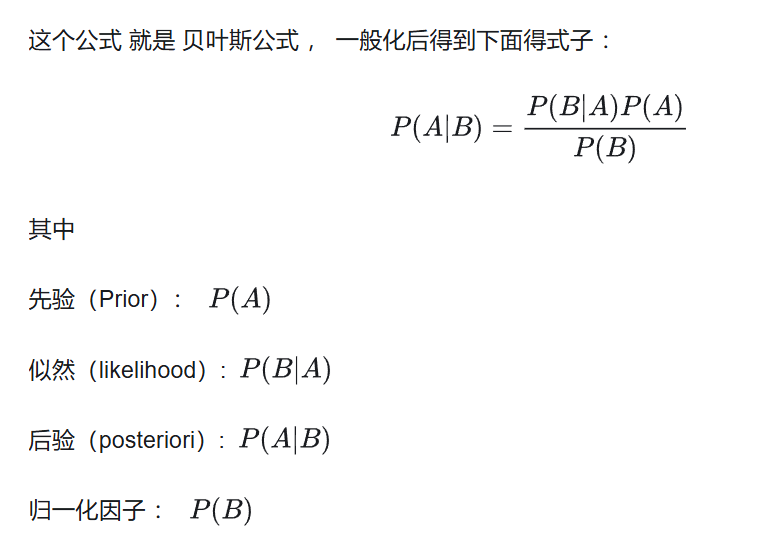 这个公式 就是 贝叶斯公式 ， 一般化后得到下面得式子：
P(A|B) = \frac{P(B|A)P(A)}{P(B)}
其中
先验（Prior）： P(A)
似然（likelihood）: P(B|A)
后验（posteriori）: P(A|B)
归一化因子： P(B)